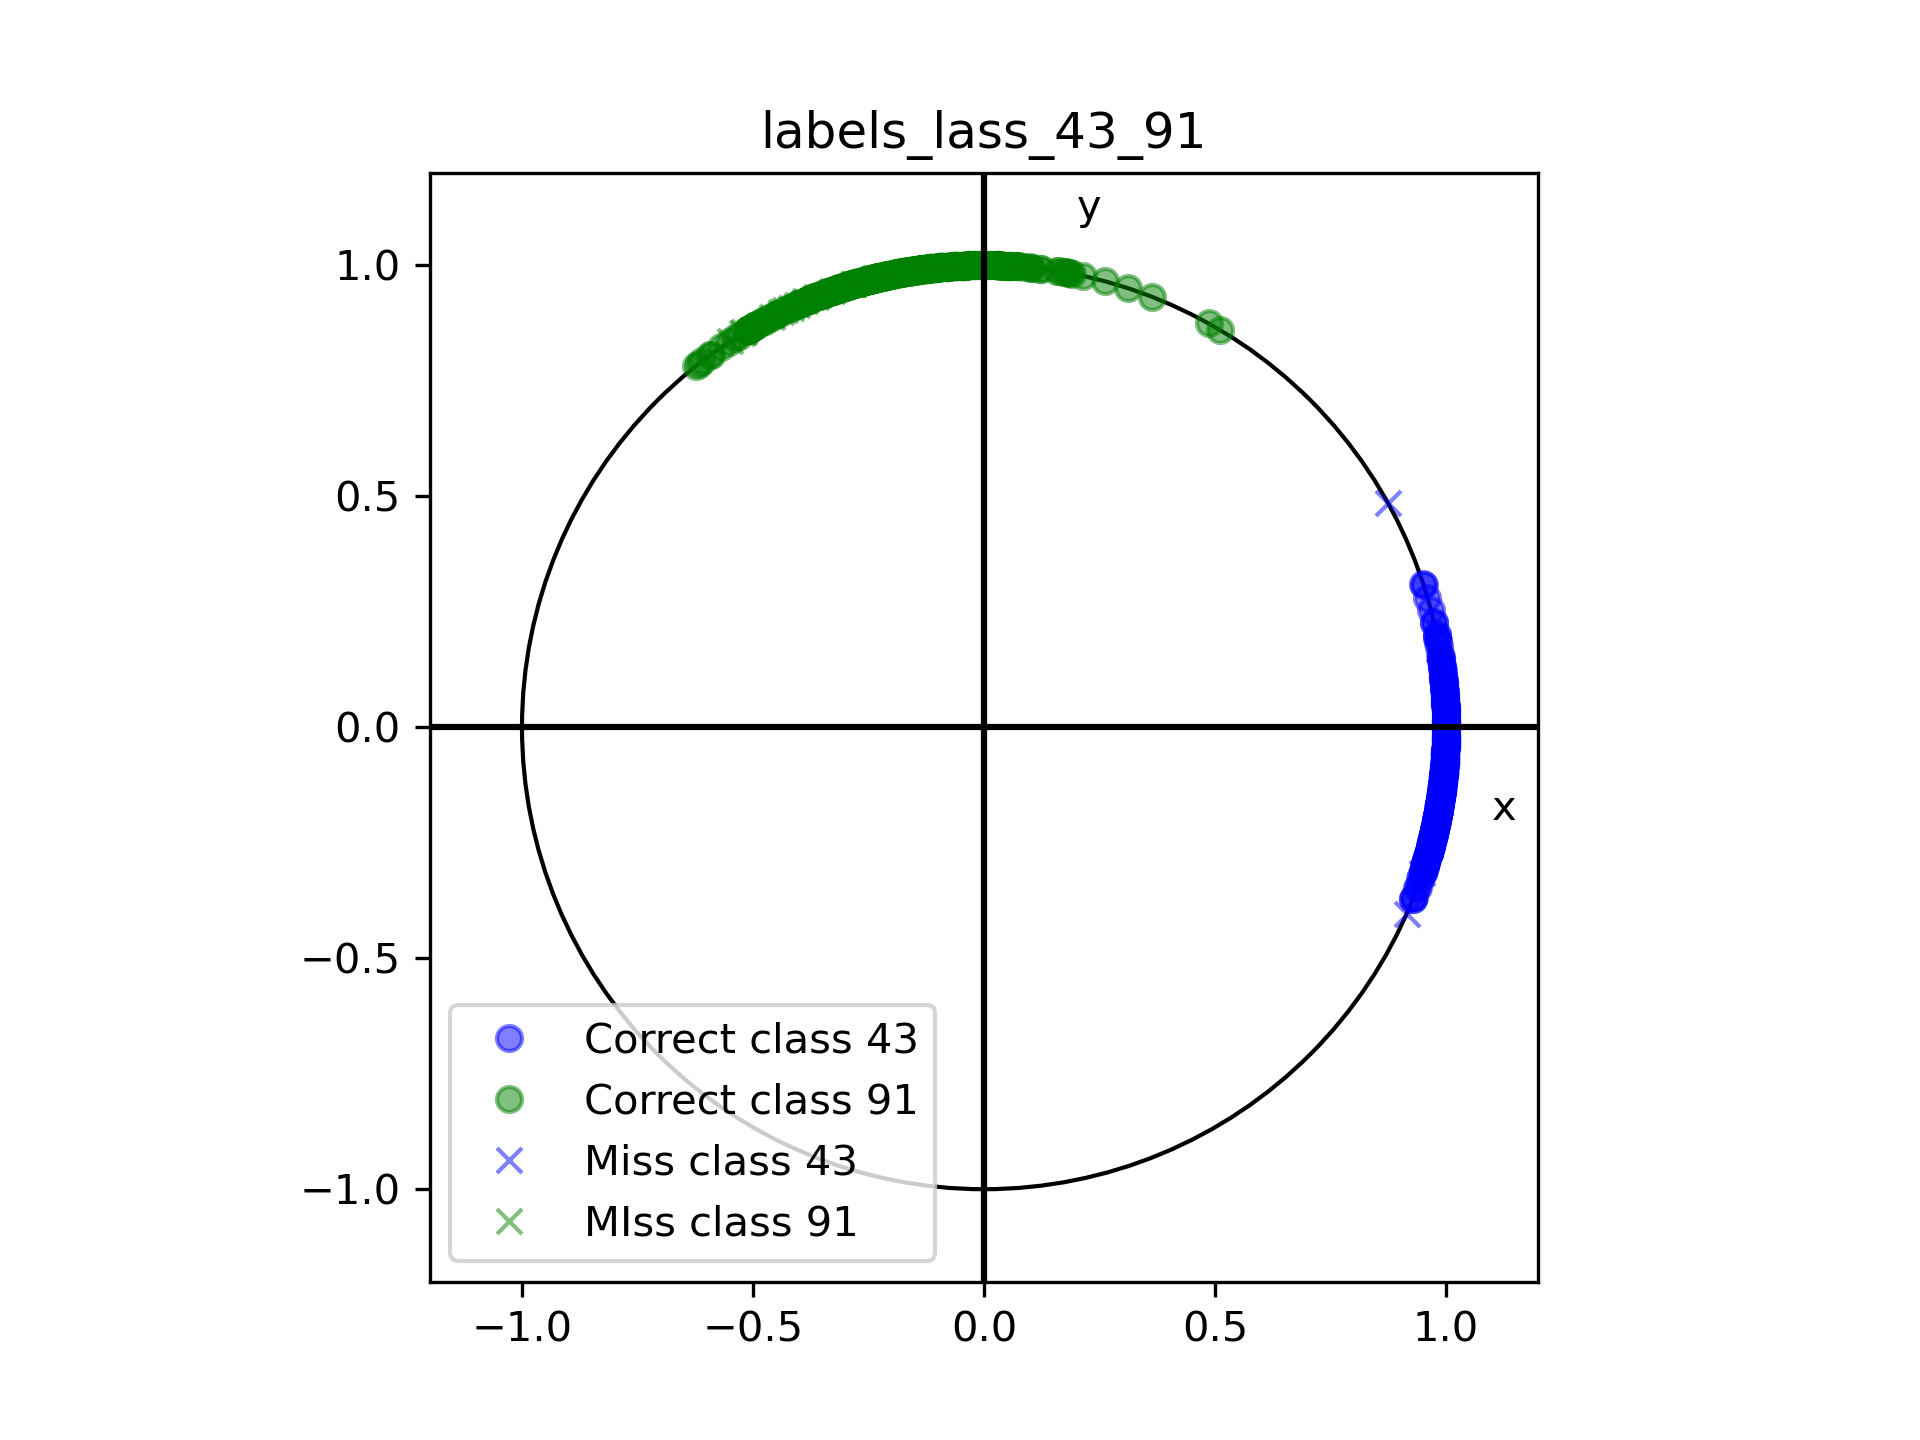 labels_lass_43_91
y
1.0
0.5
0.0
x
−0.5
−1.0
Correct class 43
Correct class 91
Miss class 43
MIss class 91
−1.0 −0.5 0.0 0.5 1.0